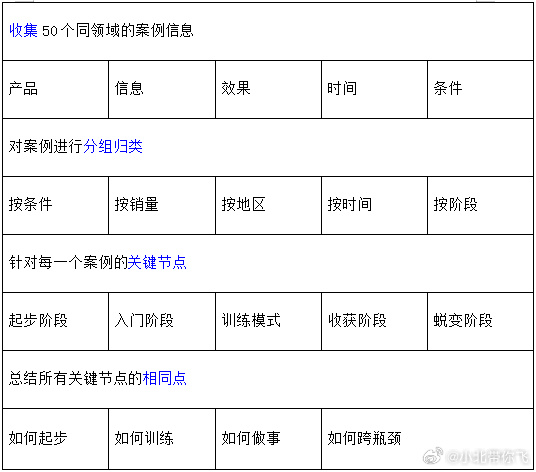 收集 50 个同领域的案例信息
产品 信息 效果 时间 条件
对案例进行分组归类
按条件 按销量 按地区 按时间 按阶段
针对每一个案例的关键节点
起步阶段 入门阶段 训练模式 收获阶段 蜕变阶段
总结所有关键节点的相同点
如何起步 如何训练 如何做事 如何跨瓶颈
@小北带你飞